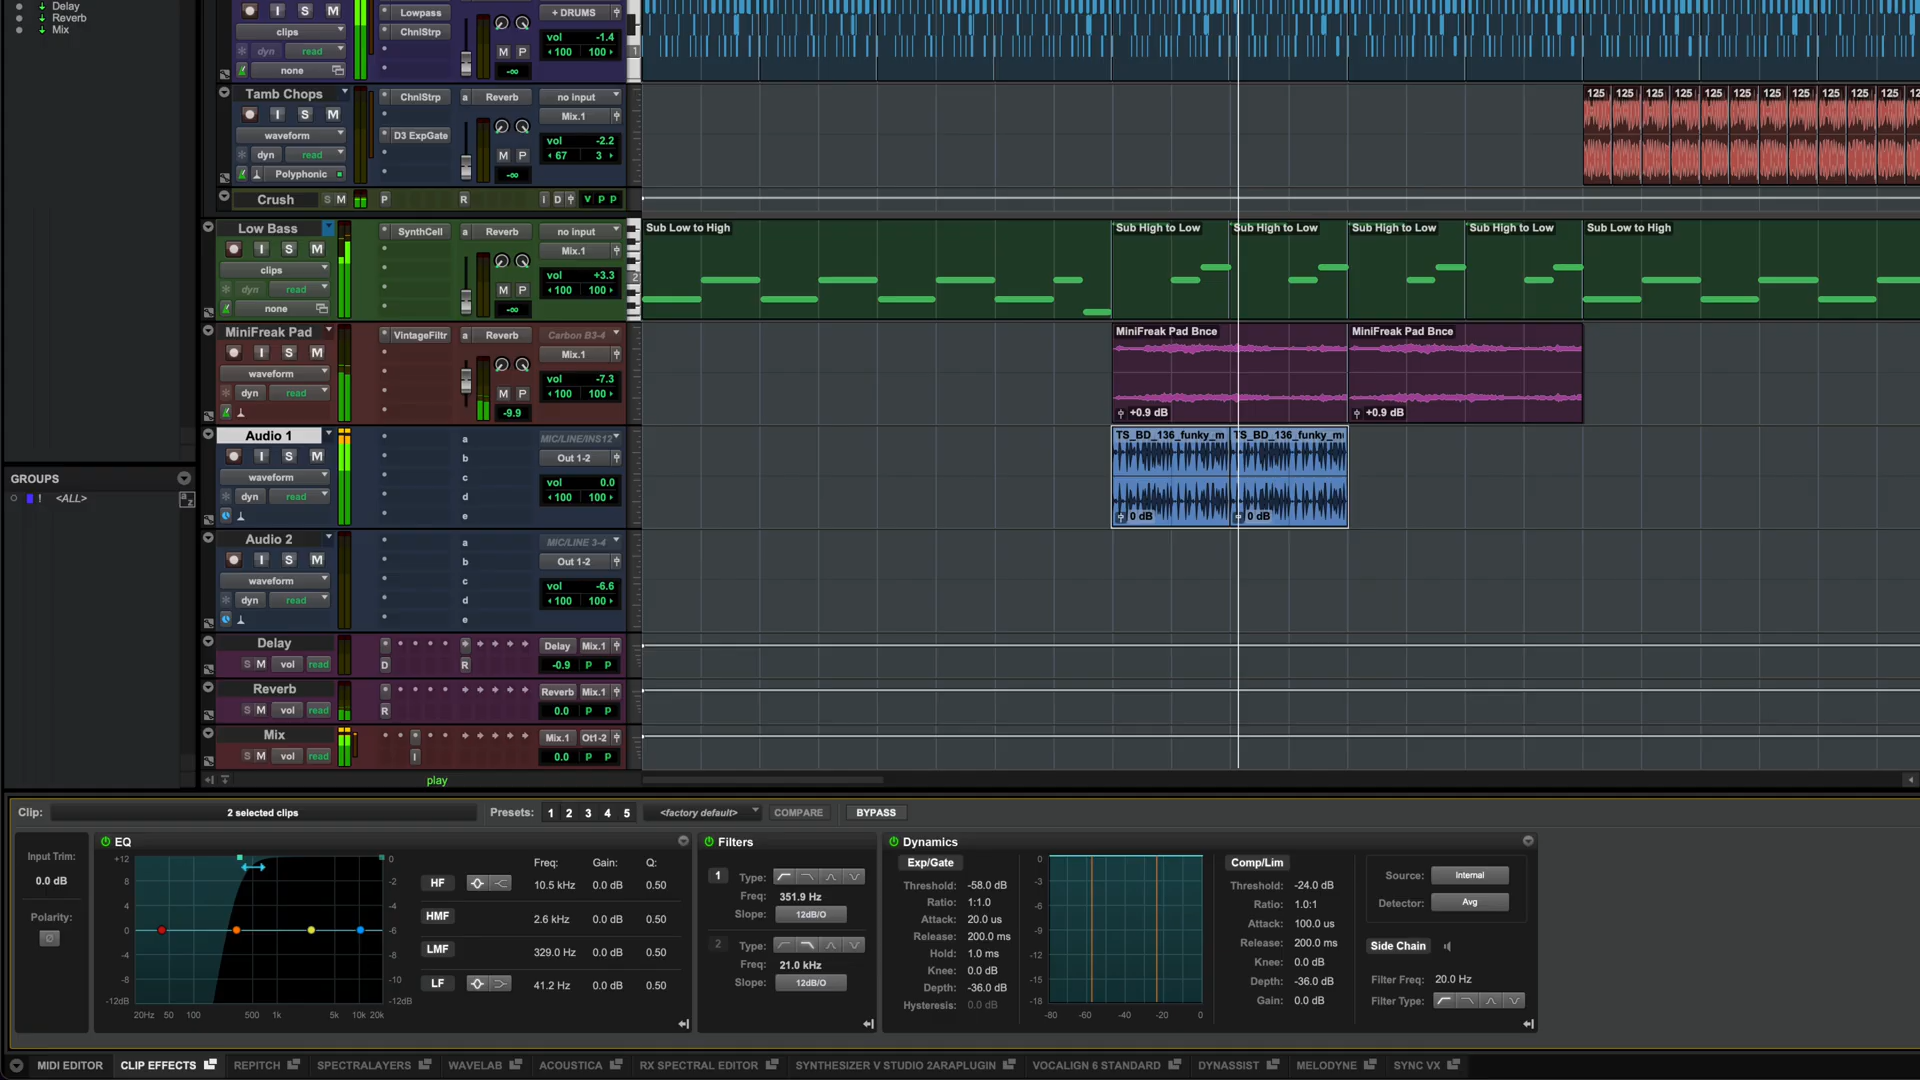 Delay
Reverb
Mix
GROUPS
! <ALL>
I S M
clips
dyn read
none
Lowpass
ChnlStrp
M P
+ DRUMS
vol -1.4
100 100
-∞
1
Tamb Chops
I S M
waveform
dyn read
Polyphonic
ChnlStrp
D3 ExpGate
a Reverb
M P
-∞
no input
Mix.1
vol -2.2
67 3
125 125 125 125 125 125 125 125 125 125 125 12
Crush S M P R I D V P P
Low Bass
I S M
clips
dyn read
none
SynthCell
a Reverb
M P
-∞
no input
Mix.1
vol +3.3
100 100
2
Sub Low to High
Sub High to Low
Sub High to Low
Sub High to Low
Sub High to Low
Sub Low to High
MiniFreak Pad
I S M
waveform
dyn read
VintageFiltr
a Reverb
M P
-9.9
Carbon B3-4
Mix.1
vol -7.3
100 100
MiniFreak Pad Bnce
+0.9 dB
MiniFreak Pad Bnce
+0.9 dB
Audio 1
I S M
waveform
dyn read
a
b
c
d
e
MIC/LINE/INS12
Out 1-2
vol 0.0
100 100
TS_BD_136_funky_m
0 dB
TS_BD_136_funky_m
0 dB
Audio 2
I S M
waveform
dyn read
a
b
c
d
e
MIC/LINE 3-4
Out 1-2
vol -6.6
100 100
Delay
S M vol read
D R
Delay Mix.1
-0.9 P P
Reverb
S M vol read
R
Reverb Mix.1
0.0 P P
Mix
S M vol read
I
Mix.1 Ot1-2
0.0 P P
play
Clip: 2 selected clips Presets: 1 2 3 4 5 <factory default> COMPARE BYPASS
Input Trim:
0.0 dB
Polarity:
Ø
EQ
+12
8
4
0
-4
-8
-12dB
0
-2
-4
-6
-8
-10
-12dB
20Hz 50 100 500 1k 5k 10k 20k
Freq: Gain: Q:
HF 10.5 kHz 0.0 dB 0.50
HMF 2.6 kHz 0.0 dB 0.50
LMF 329.0 Hz 0.0 dB 0.50
LF 41.2 Hz 0.0 dB 0.50
Filters
1 Type:
Freq: 351.9 Hz
Slope: 12dB/O
2 Type:
Freq: 21.0 kHz
Slope: 12dB/O
Dynamics
Exp/Gate
Threshold: -58.0 dB
Ratio: 1:1.0
Attack: 20.0 us
Release: 200.0 ms
Hold: 1.0 ms
Knee: 0.0 dB
Depth: -36.0 dB
Hysteresis: 0.0 dB
0
-3
-6
-9
-12
-15
-18
-80 -60 -40 -20 0
Comp/Lim
Threshold: -24.0 dB
Ratio: 1.0:1
Attack: 100.0 us
Release: 200.0 ms
Knee: 0.0 dB
Depth: -36.0 dB
Gain: 0.0 dB
Source: Internal
Detector: Avg
Side Chain
Filter Freq: 20.0 Hz
Filter Type:
MIDI EDITOR CLIP EFFECTS REPITCH SPECTRALAYERS WAVELAB ACOUSTICA RX SPECTRAL EDITOR SYNTHESIZER V STUDIO 2ARAPLUGIN VOCALIGN 6 STANDARD DYNASSIST MELODYNE SYNC VX